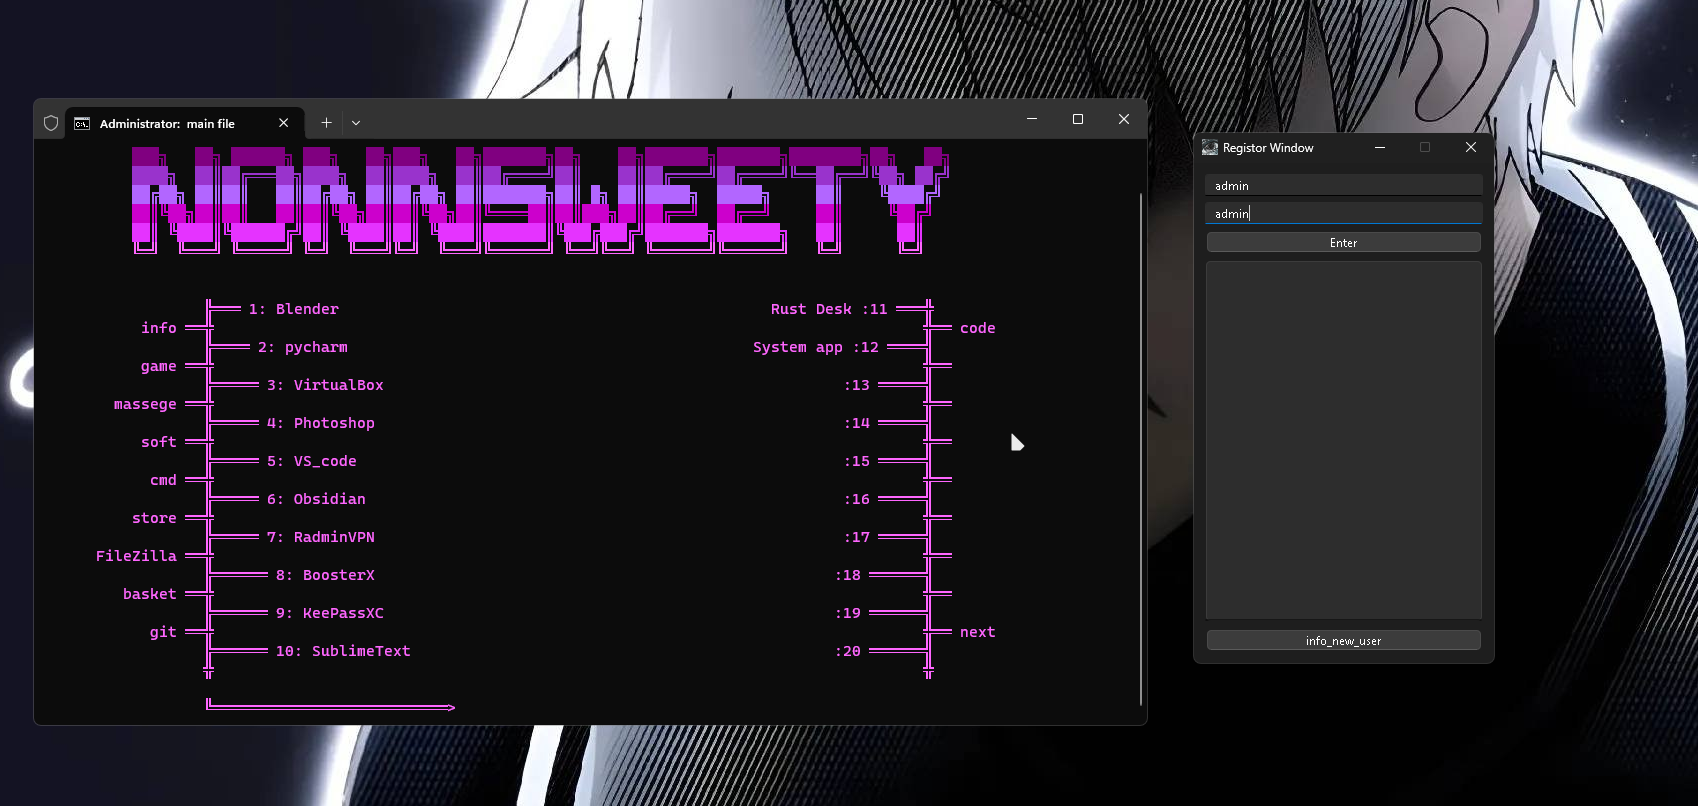 Administrator: main file
NONNSWEETY
1: Blender
Rust Desk :11
info
code
2: pycharm
System app :12
game
3: VirtualBox
:13
massege
4: Photoshop
:14
soft
5: VS_code
:15
cmd
6: Obsidian
:16
store
7: RadminVPN
:17
FileZilla
8: BoosterX
:18
basket
9: KeePassXC
:19
git
next
10: SublimeText
:20
Registor Window
admin
admin
Enter
info_new_user